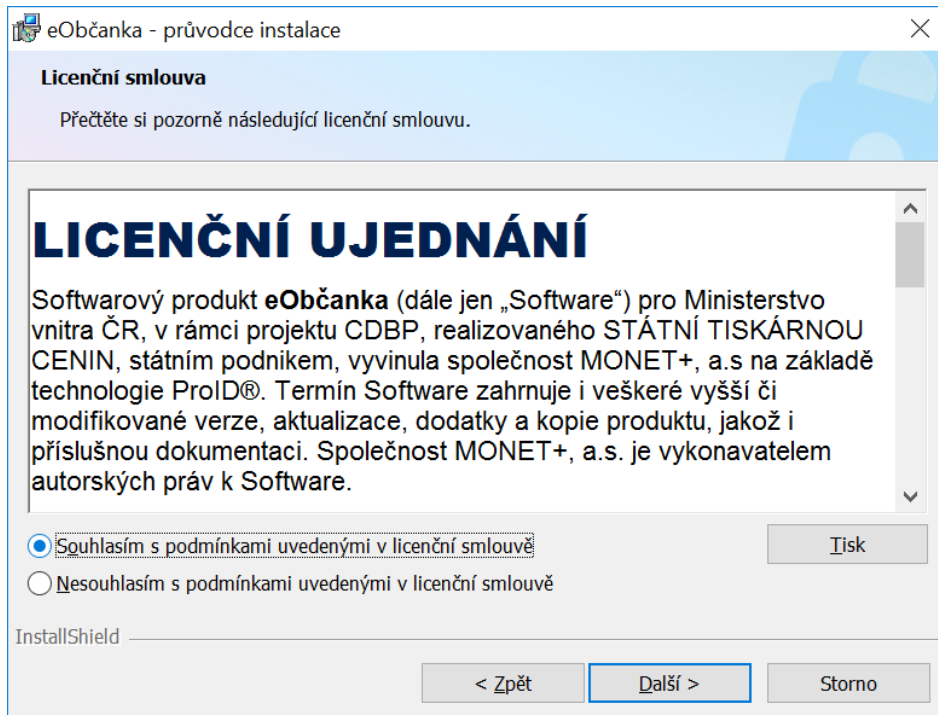 eObčanka - průvodce instalace
Licenční smlouva
Přečtěte si pozorně následující licenční smlouvu.
LICENČNÍ UJEDNÁNÍ
Softwarový produkt eObčanka (dále jen „Software“) pro Ministerstvo
vnitra ČR, v rámci projektu CDBP, realizovaného STÁTNÍ TISKÁRNOU
CENIN, státním podnikem, vyvinula společnost MONET+, a.s na základě
technologie ProID®. Termín Software zahrnuje i veškeré vyšší či
modifikované verze, aktualizace, dodatky a kopie produktu, jakož i
příslušnou dokumentaci. Společnost MONET+, a.s. je vykonavatelem
autorských práv k Software.
Souhlasím s podmínkami uvedenými v licenční smlouvě
Tisk
Nesouhlasím s podmínkami uvedenými v licenční smlouvě
InstallShield
< Zpět
Další >
Storno